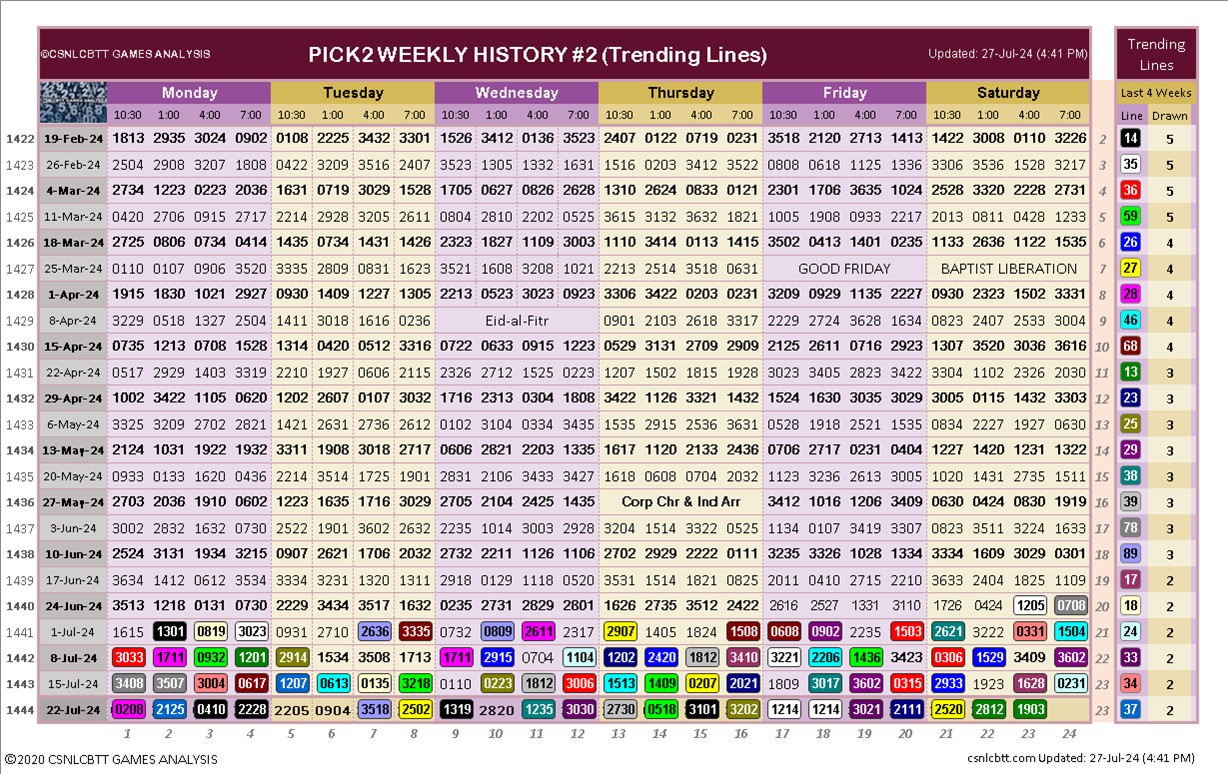 ©CSNLCBTT GAMES ANALYSIS PICK2 WEEKLY HISTORY #2 (Trending Lines) Updated: 27-Jul-24 (4:41 PM) Trending Lines
Monday Tuesday Wednesday Thursday Friday Saturday Last 4 Weeks
10:30 1:00 4:00 7:00 10:30 1:00 4:00 7:00 10:30 1:00 4:00 7:00 10:30 1:00 4:00 7:00 10:30 1:00 4:00 7:00 10:30 1:00 4:00 7:00 Line Drawn
1422 19-Feb-24 1813 2935 3024 0902 0108 2225 3432 3301 1526 3412 0136 3523 2407 0122 0719 0231 3518 2120 2713 1413 1422 3008 0110 3226 2 14 5
1423 26-Feb-24 2504 2908 3207 1808 0422 3209 3516 2407 3523 1305 1332 1631 1516 0203 3412 3522 0808 0618 1125 1336 3306 3536 1528 3217 3 35 5
1424 4-Mar-24 2734 1223 0223 2036 1631 0719 3029 1528 1705 0627 0826 2628 1310 2624 0833 0121 2301 1706 3635 1024 2528 3320 2228 2731 4 36 5
1425 11-Mar-24 0420 2706 0915 2717 2214 2928 3205 2611 0804 2810 2202 0525 3615 3132 3632 1821 1005 1908 0933 2217 2013 0811 0428 1233 5 59 5
1426 18-Mar-24 2725 0806 0734 0414 1435 0734 1431 1426 2323 1827 1109 3003 1110 3414 0113 1415 3502 0413 1401 0235 1133 2636 1122 1535 6 26 4
1427 25-Mar-24 0110 0107 0906 3520 3335 2809 0831 1623 3521 1608 3208 1021 2213 2514 3518 0631 GOOD FRIDAY BAPTIST LIBERATION 7 27 4
1428 1-Apr-24 1915 1830 1021 2927 0930 1409 1227 1305 2213 0523 3023 0923 3306 3422 0203 0231 3209 0929 1135 2227 0930 2323 1502 3331 8 28 4
1429 8-Apr-24 3229 0518 1327 2504 1411 3018 1616 0236 Eid-al-Fitr 0901 2103 2618 3317 2229 2724 3628 1634 0823 2407 2533 3004 9 46 4
1430 15-Apr-24 0735 1213 0708 1528 1314 0420 0512 3316 0722 0633 0915 1223 0529 3131 2709 2909 2125 2611 0716 2923 1307 3520 3036 3616 10 68 4
1431 22-Apr-24 0517 2929 1403 3319 2210 1927 0606 2115 2326 2712 1525 0223 1207 1502 1815 1928 3023 3405 2823 3422 3304 1102 2326 2030 11 13 3
1432 29-Apr-24 1002 3422 1105 0620 1202 2607 0107 3032 1716 2313 0304 1808 3422 1126 3321 1432 1524 1630 3035 3029 3005 0115 1432 3303 12 23 3
1433 6-May-24 3325 3209 2702 2821 1421 2631 2736 2612 0102 3109 0334 3435 1535 2915 2536 3631 0528 1918 2521 1535 0834 2227 1927 0630 13 25 3
1434 13-May-24 2124 1031 1922 1932 3311 1908 3018 2717 0606 2821 2203 1335 1617 1120 2133 2436 0706 2717 0231 0404 1227 1420 1231 1322 14 29 3
1435 20-May-24 0933 0133 1620 0436 2214 3514 1725 1901 2831 2106 3433 3427 1618 0608 0704 2032 1123 3236 2613 3005 1020 1431 2735 1511 15 38 3
1436 27-May-24 2703 2036 1910 0602 1223 1635 1716 3029 2705 2104 2425 1435 Corp Chr & Ind Arr 3412 1016 1206 3409 0630 0424 0830 1919 16 39 3
1437 3-Jun-24 3002 2832 1632 0730 2522 1901 3602 2632 2235 1014 3003 2928 3204 1514 3322 0525 1134 0107 3419 3307 0823 3511 3224 1633 17 78 3
1438 10-Jun-24 2524 3131 1934 3215 0907 2621 1706 2032 2732 2211 1126 1106 2702 2929 2222 0111 3235 3326 1028 1334 3334 1609 3029 0301 18 89 3
1439 17-Jun-24 3634 1412 0612 3534 3334 3231 1320 1311 2918 0129 1118 0520 3531 1514 1821 0825 2011 0410 2715 2210 3633 2404 1825 1109 19 17 2
1440 24-Jun-24 3513 1218 0131 0730 2229 3434 3517 1632 0235 2731 2829 2801 1626 2735 3512 2422 2616 2527 1331 3110 1726 0424 1205 0708 20 18 2
1441 1-Jul-24 1615 1301 0819 3023 0931 2710 2636 3335 0732 0809 2611 2317 2907 1405 1824 1508 0608 0902 2235 1503 2621 3222 0331 1504 21 24 2
1442 8-Jul-24 3033 1711 0932 1201 2914 1534 3508 1713 1711 2915 0704 1104 1202 2420 1812 3410 3221 2206 1436 3423 0306 1529 3409 3602 22 33 2
1443 15-Jul-24 3408 3507 3004 0617 1207 0613 0135 3218 0110 0223 1812 3006 1513 1409 0207 2021 1809 3017 3602 0315 2933 1923 1628 0231 23 34 2
1444 22-Jul-24 0208 2125 0410 2228 2205 0904 3518 2502 1319 2820 1235 3030 2730 0518 3101 3202 1214 1214 3021 2111 2520 2812 1903 23 37 2
1 2 3 4 5 6 7 8 9 10 11 12 13 14 15 16 17 18 19 20 21 22 23 24
©2020 CSNLCBTT GAMES ANALYSIS csnlcbtt.com Updated: 27-Jul-24 (4:41 PM)